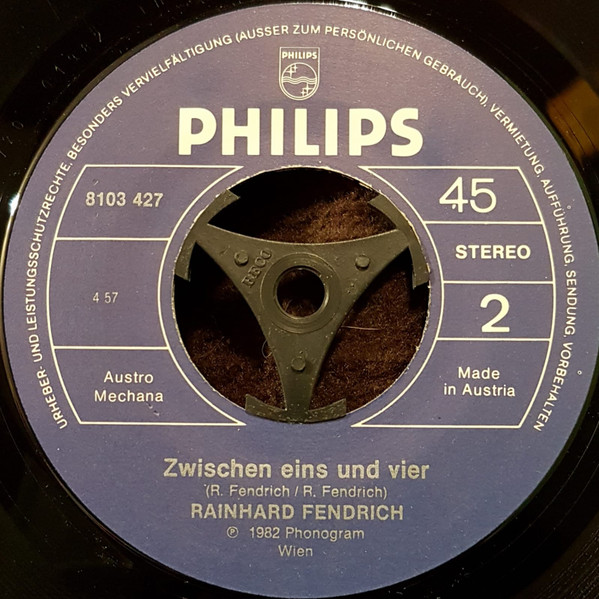 URHEBER- UND LEISTUNGSSCHUTZRECHTE, BESONDERS VERVIELFÄLTIGUNG (AUSSER ZUM PERSÖNLICHEN GEBRAUCH), VERMIETUNG, AUFFÜHRUNG, SENDUNG, VORBEHALTEN
PHILIPS
PHILIPS
8103 427
45
STEREO
4 57
2
Austro
Mechana
Made
in Austria
RECO
Zwischen eins und vier
(R. Fendrich / R. Fendrich)
RAINHARD FENDRICH
℗ 1982 Phonogram
Wien